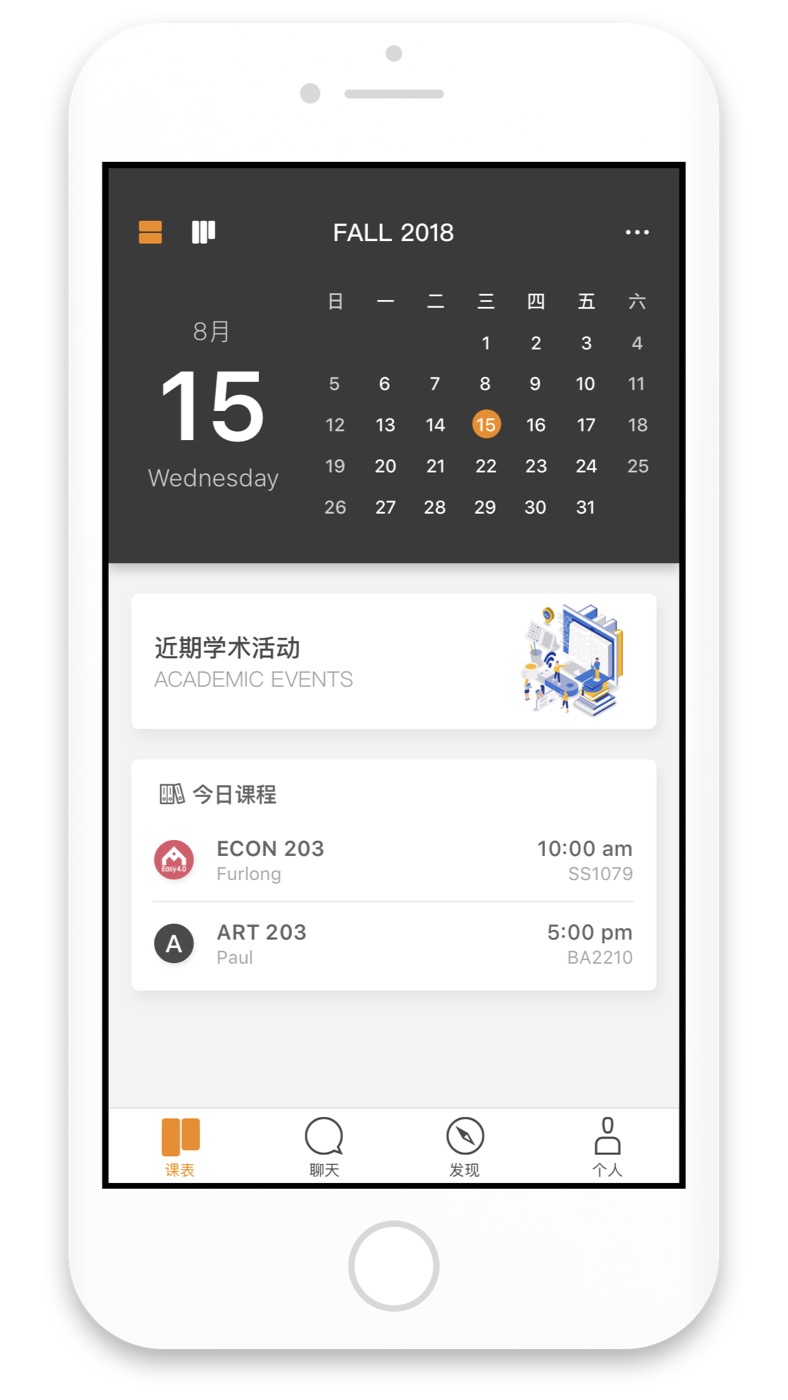 FALL 2018
8月
15
Wednesday
日 一 二 三 四 五 六
1 2 3 4
5 6 7 8 9 10 11
12 13 14 15 16 17 18
19 20 21 22 23 24 25
26 27 28 29 30 31
近期学术活动
ACADEMIC EVENTS
今日课程
Easy4.0
ECON 203 10:00 am
Furlong SS1079
A
ART 203 5:00 pm
Paul BA2210
课表 聊天 发现 个人